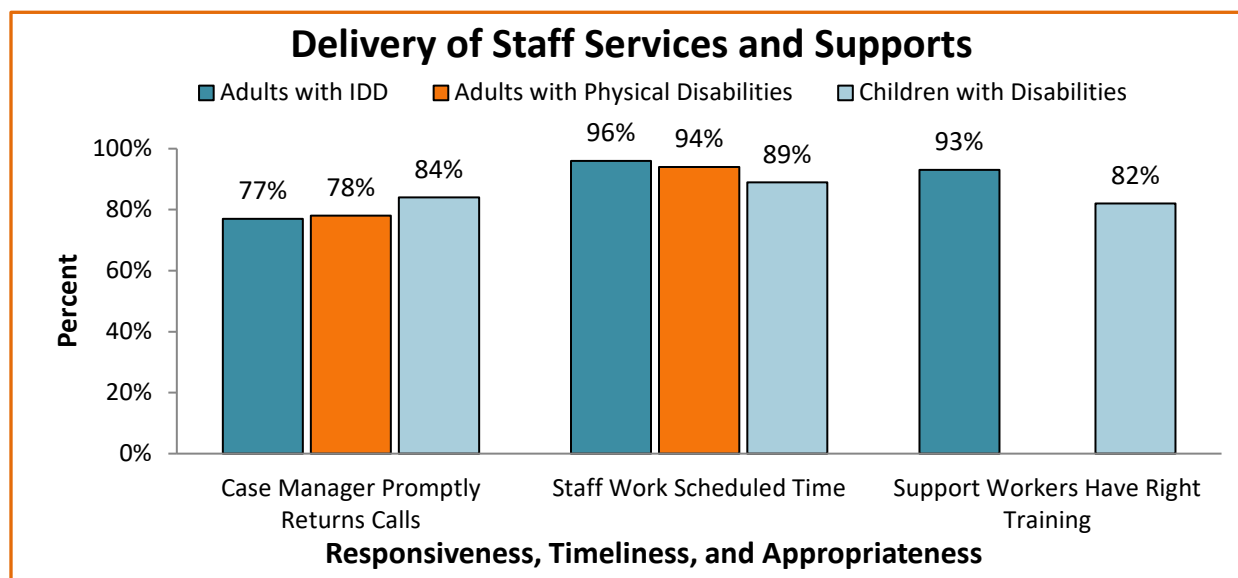 Delivery of Staff Services and Supports
Adults with IDD Adults with Physical Disabilities Children with Disabilities
100%
80%
60%
40%
20%
0%
Percent
77%
78%
84%
96%
94%
89%
93%
82%
Case Manager Promptly
Returns Calls
Staff Work Scheduled Time
Support Workers Have Right
Training
Responsiveness, Timeliness, and Appropriateness